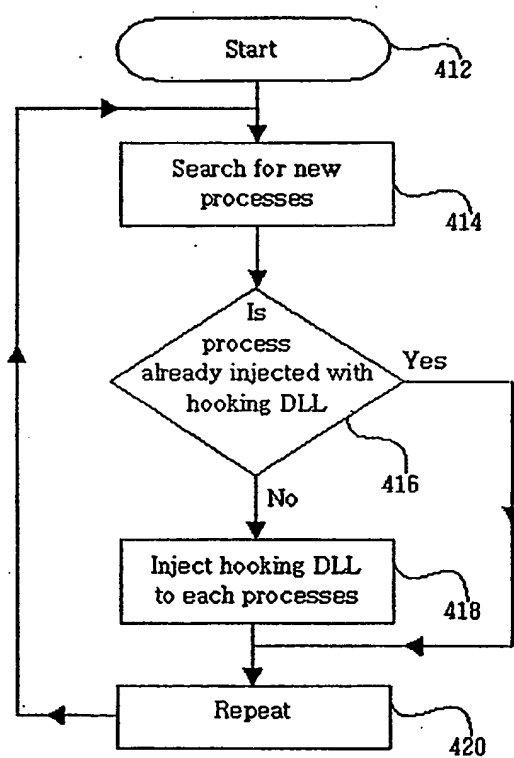 Start
412
Search for new
processes
414
Is
process
already injected with
hooking DLL
Yes
416
No
Inject hooking DLL
to each processes
418
Repeat
420